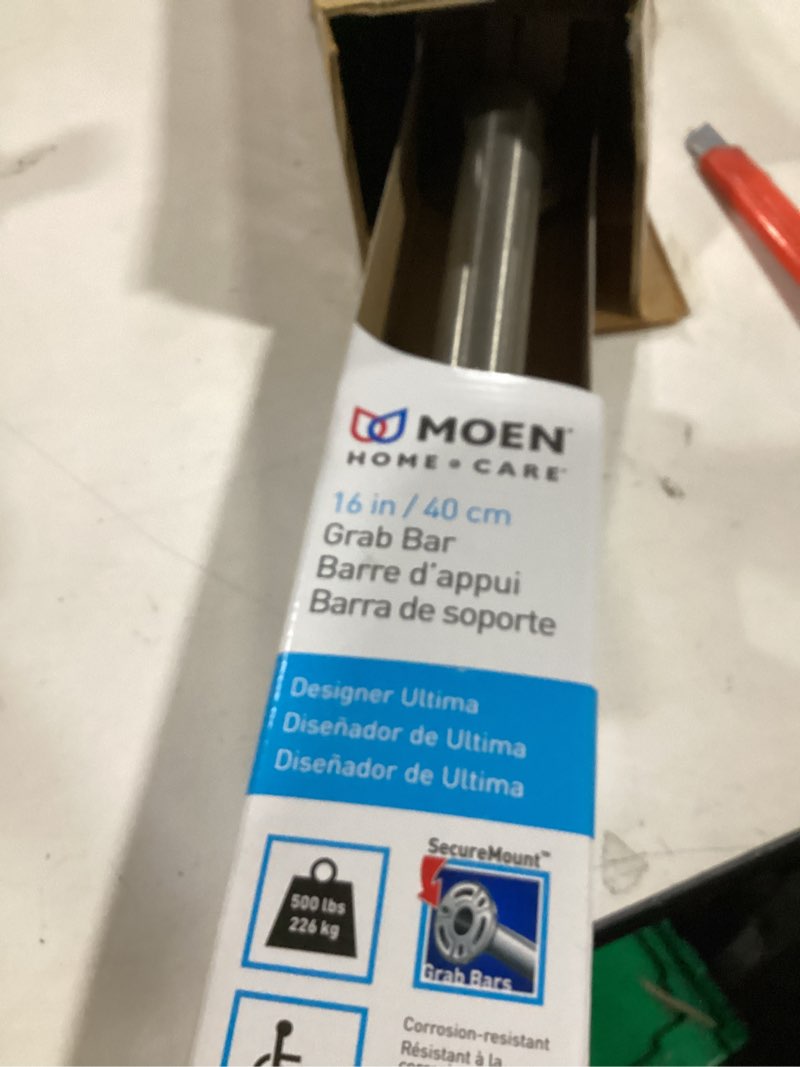 MOEN
HOME • CARE
16 in / 40 cm
Grab Bar
Barre d'appui
Barra de soporte
Designer Ultima
Diseñador de Ultima
Diseñador de Ultima
500 lbs
226 kg
SecureMount™
Grab Bars
Corrosion-resistant
Résistant à la